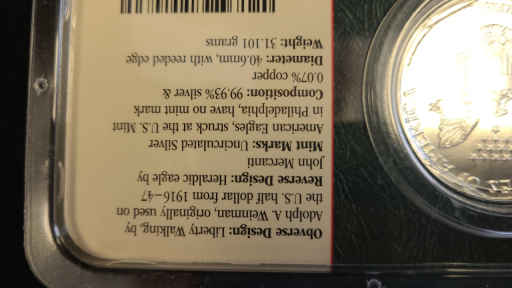 Obverse Design: Liberty Walking, by
Adolph A. Weinman, originally used on
the U.S. half dollar from 1916–47
Reverse Design: Heraldic eagle by
John Mercanti
Mint Marks: Uncirculated Silver
American Eagles, struck at the U.S. Mint
in Philadelphia, have no mint mark
Composition: 99.93% silver &
0.07% copper
Diameter: 40.6mm, with reeded edge
Weight: 31.101 grams